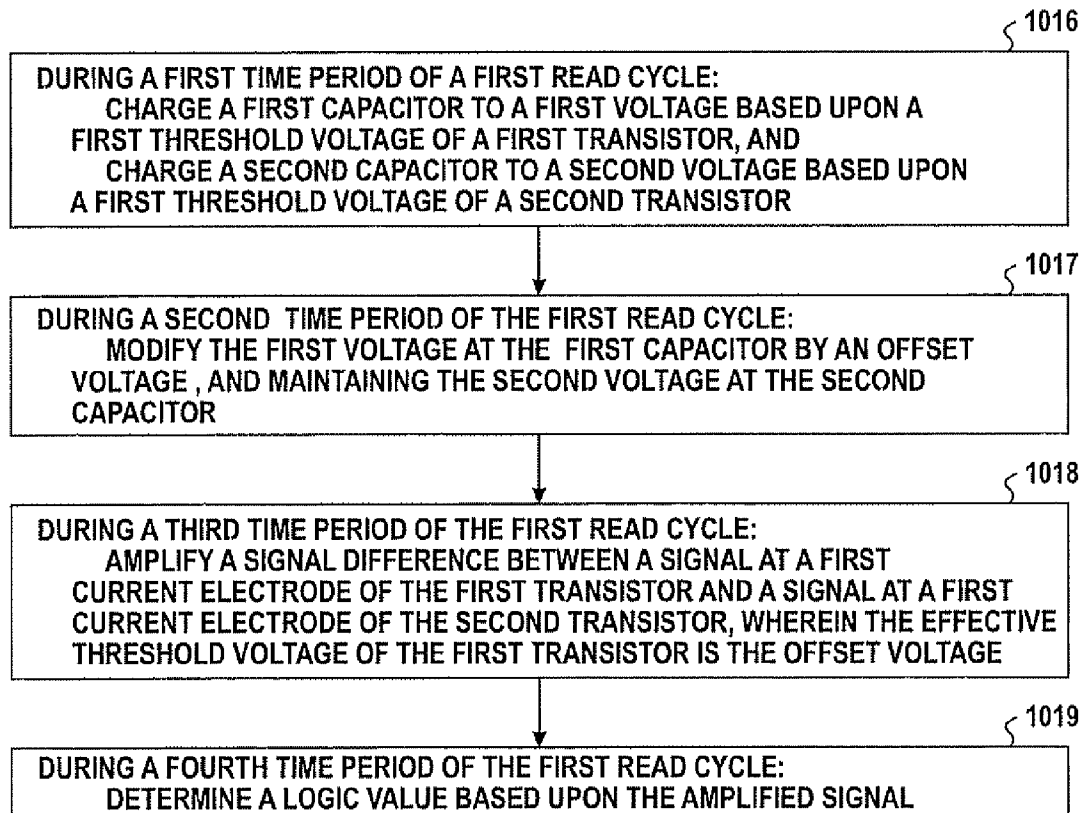 1016
DURING A FIRST TIME PERIOD OF A FIRST READ CYCLE:
CHARGE A FIRST CAPACITOR TO A FIRST VOLTAGE BASED UPON A
FIRST THRESHOLD VOLTAGE OF A FIRST TRANSISTOR, AND
CHARGE A SECOND CAPACITOR TO A SECOND VOLTAGE BASED UPON
A FIRST THRESHOLD VOLTAGE OF A SECOND TRANSISTOR
1017
DURING A SECOND TIME PERIOD OF THE FIRST READ CYCLE:
MODIFY THE FIRST VOLTAGE AT THE FIRST CAPACITOR BY AN OFFSET
VOLTAGE , AND MAINTAINING THE SECOND VOLTAGE AT THE SECOND
CAPACITOR
1018
DURING A THIRD TIME PERIOD OF THE FIRST READ CYCLE:
AMPLIFY A SIGNAL DIFFERENCE BETWEEN A SIGNAL AT A FIRST
CURRENT ELECTRODE OF THE FIRST TRANSISTOR AND A SIGNAL AT A FIRST
CURRENT ELECTRODE OF THE SECOND TRANSISTOR, WHEREIN THE EFFECTIVE
THRESHOLD VOLTAGE OF THE FIRST TRANSISTOR IS THE OFFSET VOLTAGE
1019
DURING A FOURTH TIME PERIOD OF THE FIRST READ CYCLE:
DETERMINE A LOGIC VALUE BASED UPON THE AMPLIFIED SIGNAL